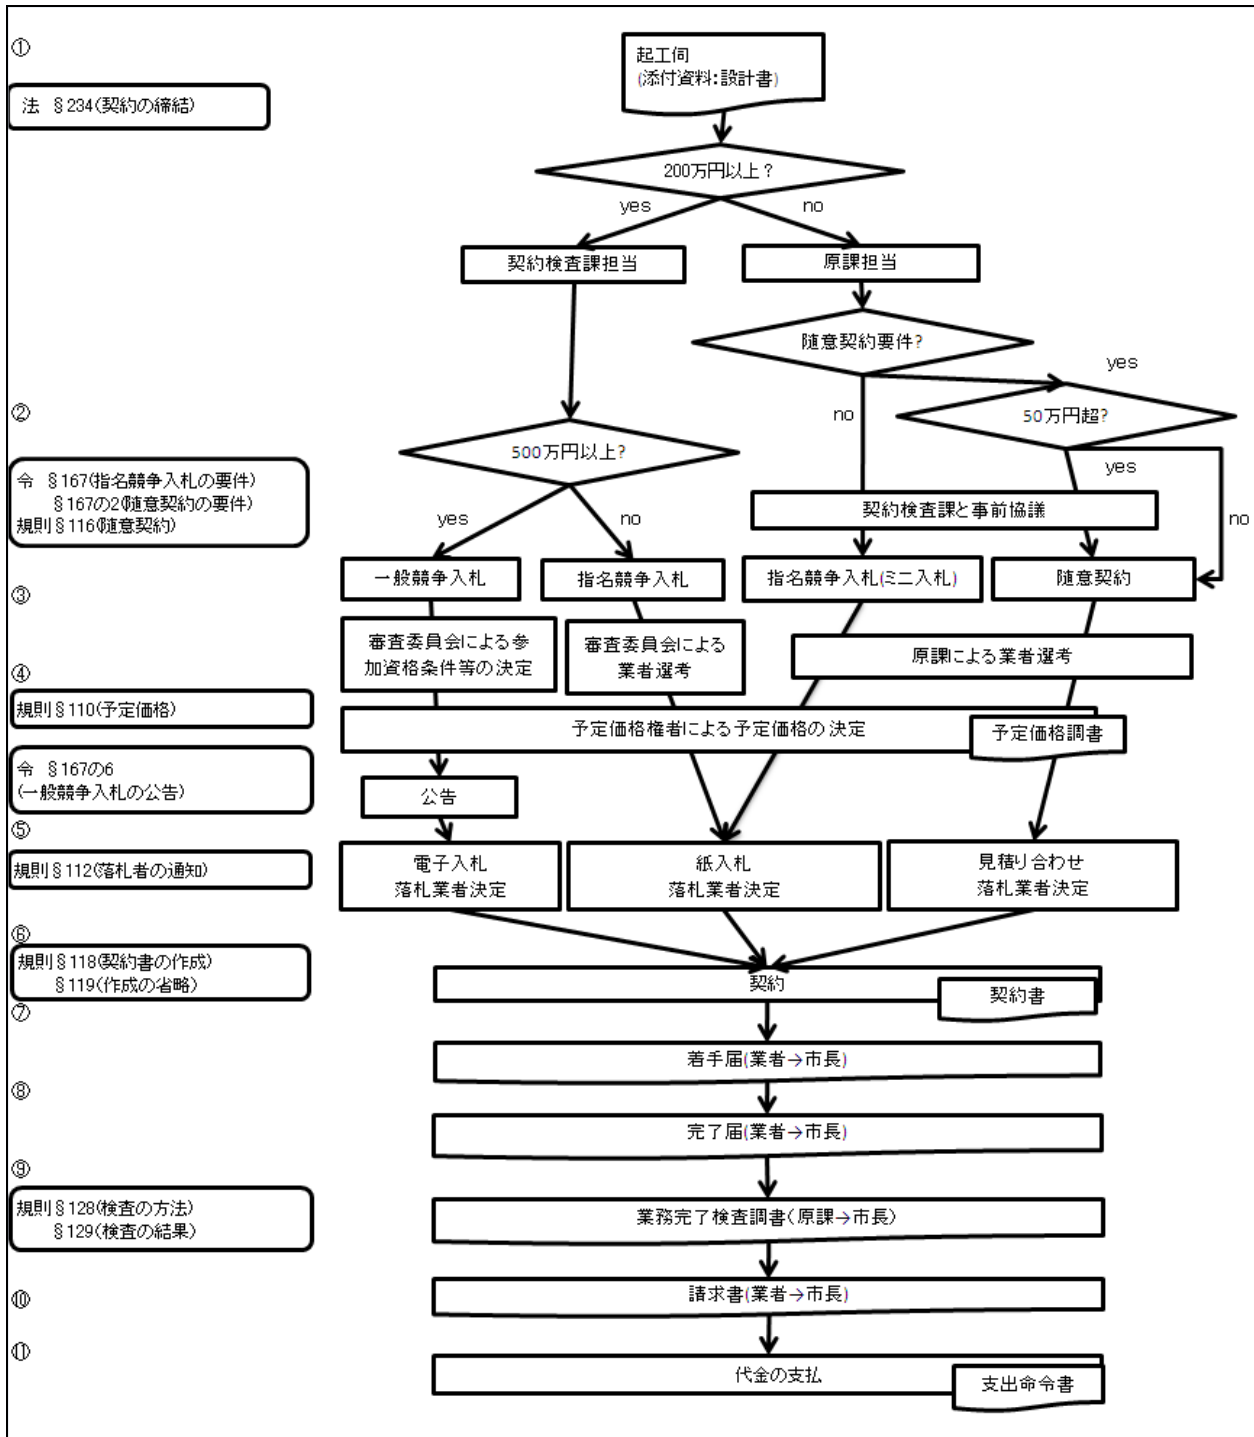 ①
起工伺
(添付資料:設計書)
法 §234(契約の締結)
200万円以上?
yes
no
契約検査課担当
原課担当
随意契約要件?
yes
no
②
50万円超?
500万円以上?
yes
no
令 §167(指名競争入札の要件)
§167の2(随意契約の要件)
規則§116(随意契約)
契約検査課と事前協議
yes
no
一般競争入札
指名競争入札
指名競争入札(ミニ入札)
随意契約
③
審査委員会による参
加資格条件等の決定
審査委員会による
業者選考
原課による業者選考
④
規則§110(予定価格)
予定価格権者による予定価格の決定
予定価格調書
令 §167の6
(一般競争入札の公告)
公告
⑤
規則§112(落札者の通知)
電子入札
落札業者決定
紙入札
落札業者決定
見積り合わせ
落札業者決定
⑥
規則§118(契約書の作成)
§119(作成の省略)
契約
契約書
⑦
着手届(業者→市長)
⑧
完了届(業者→市長)
⑨
規則§128(検査の方法)
§129(検査の結果)
業務完了検査調書(原課→市長)
請求書(業者→市長)
⑩
⑪
代金の支払
支出命令書